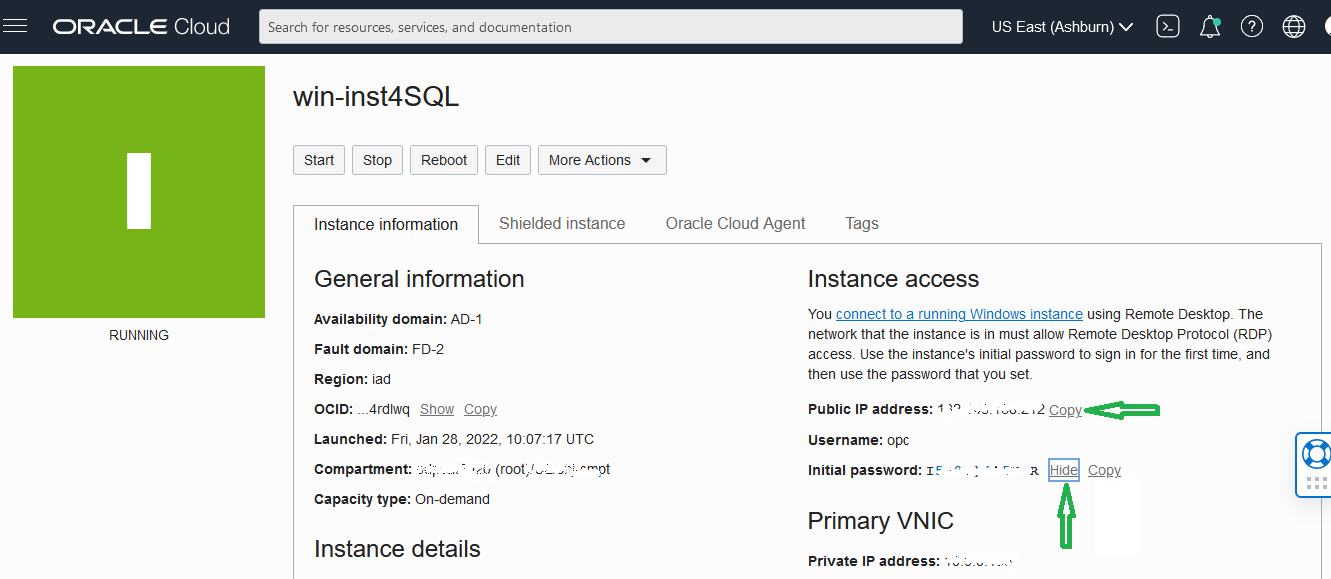 ORACLE Cloud
Search for resources, services, and documentation
US East (Ashburn)
win-inst4SQL
Start
Stop
Reboot
Edit
More Actions
Instance information
Shielded instance
Oracle Cloud Agent
Tags
General information
Availability domain: AD-1
Fault domain: FD-2
Region: iad
OCID: ...4rdlwq Show Copy
Launched: Fri, Jan 28, 2022, 10:07:17 UTC
Compartment: (root)/
Capacity type: On-demand
Instance details
RUNNING
Instance access
You connect to a running Windows instance using Remote Desktop. The
network that the instance is in must allow Remote Desktop Protocol (RDP)
access. Use the instance's initial password to sign in for the first time, and
then use the password that you set.
Public IP address: Copy
Username: opc
Initial password: Hide Copy
Primary VNIC
Private IP address: